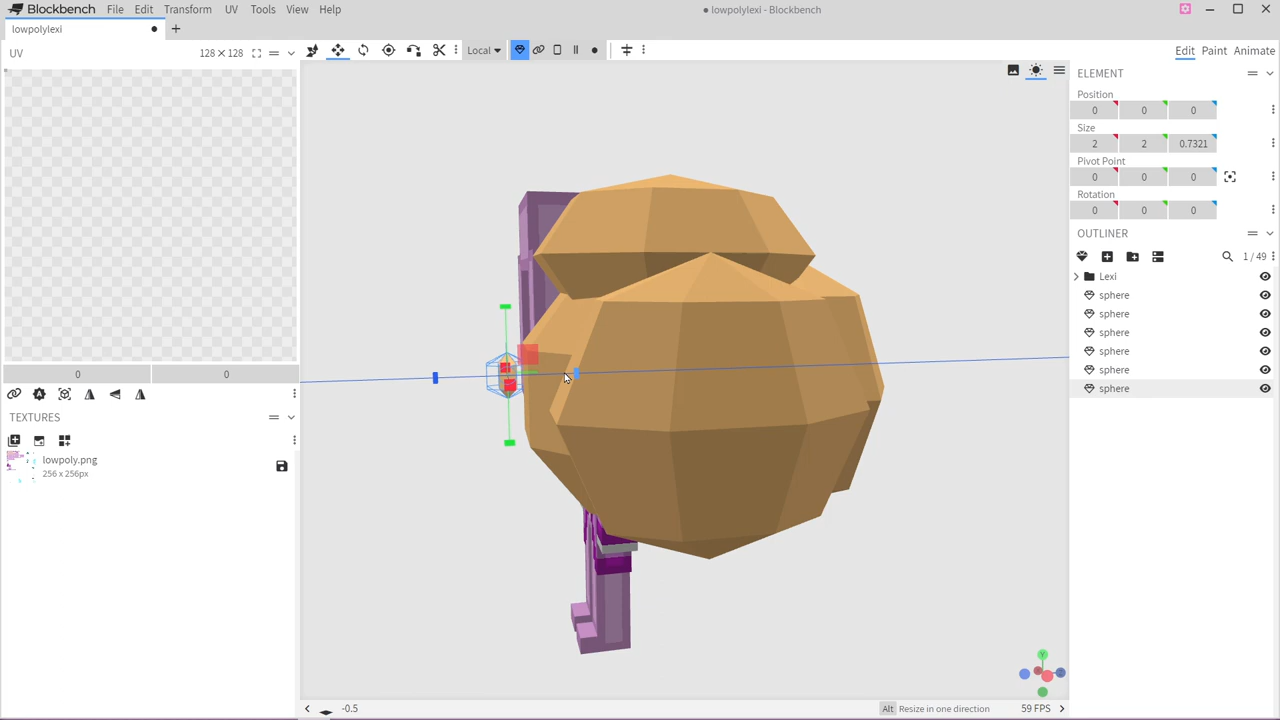 Blockbench File Edit Transform UV Tools View Help lowpolylexi - Blockbench
lowpolylexi
UV 128 × 128 Local Edit Paint Animate
ELEMENT
Position
0 0 0
Size
2 2 0.7321
Pivot Point
0 0 0
Rotation
0 0 0
OUTLINER
1 / 49
Lexi
sphere
sphere
sphere
sphere
sphere
sphere
0 0
TEXTURES
lowpoly.png
256 x 256px
Y
-0.5 Alt Resize in one direction 59 FPS